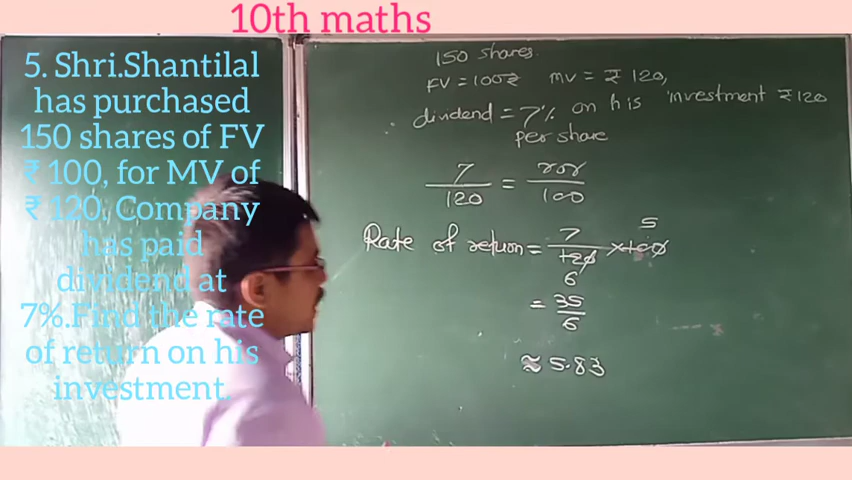 10th maths
5. Shri.Shantilal
has purchased
150 shares of FV
₹ 100, for MV of
₹ 120. Company
has paid
dividend at
7%.Find the rate
of return on his
investment.
150 shares.
FV = 100₹ MV = ₹ 120,
∴ dividend = 7% on his investment ₹120
per share
7/120 = ror/100
Rate of return = 7/120 × 100
5
6
= 35/6
≈ 5.83